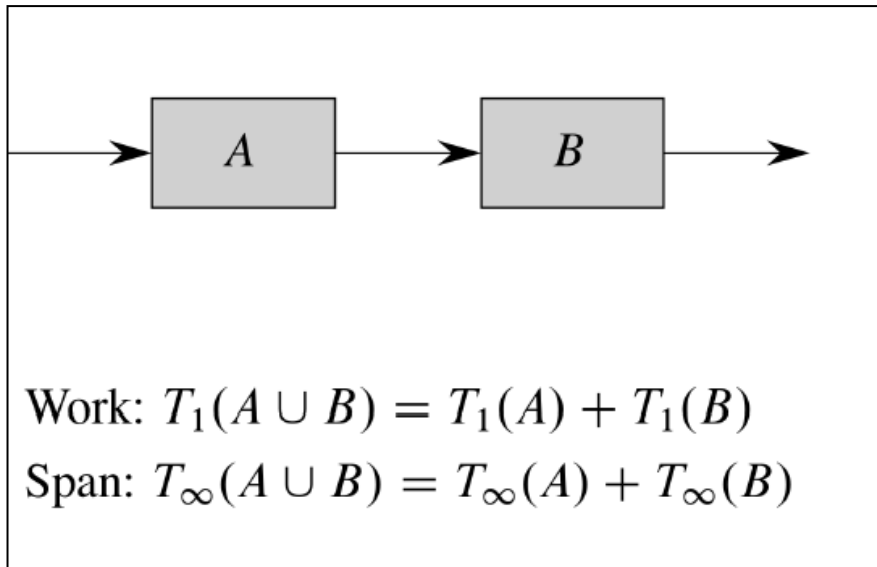 A
B
Work: T₁(A ∪ B) = T₁(A) + T₁(B)
Span: T∞(A ∪ B) = T∞(A) + T∞(B)